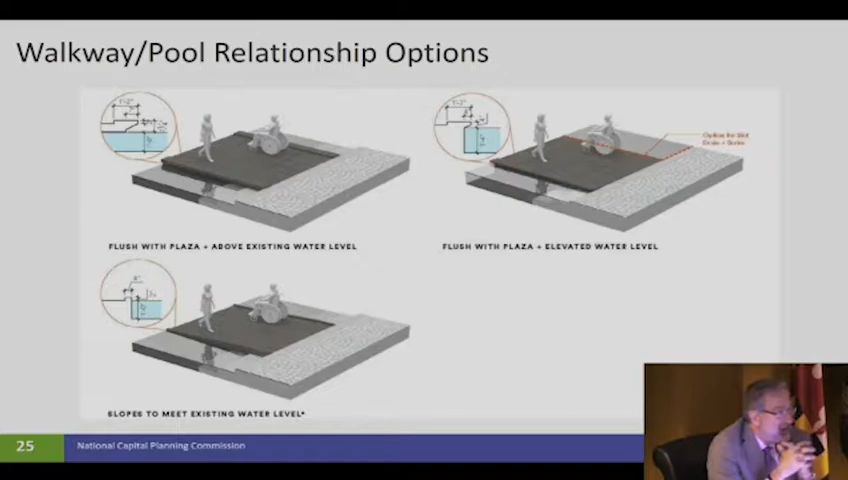 Walkway/Pool Relationship Options
FLUSH WITH PLAZA + ABOVE EXISTING WATER LEVEL
FLUSH WITH PLAZA + ELEVATED WATER LEVEL
SLOPES TO MEET EXISTING WATER LEVEL*
25
National Capital Planning Commission